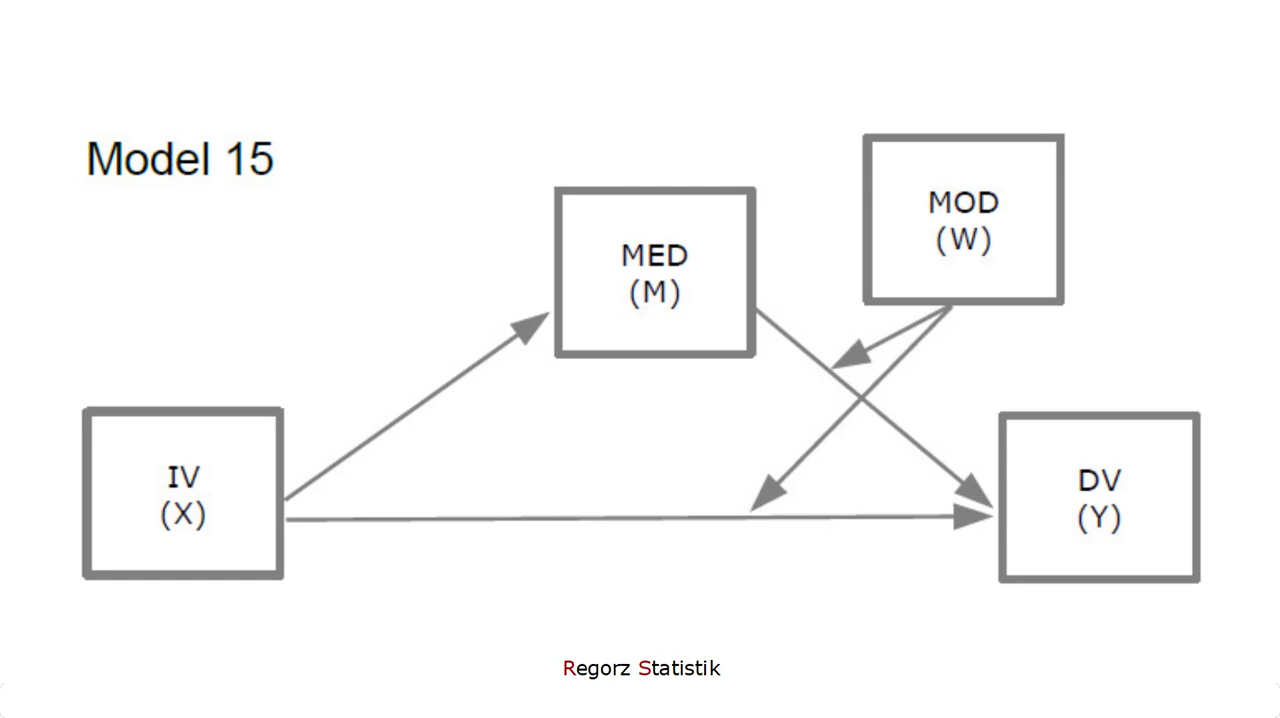 Model 15
MOD
(W)
MED
(M)
IV
(X)
DV
(Y)
Regorz Statistik